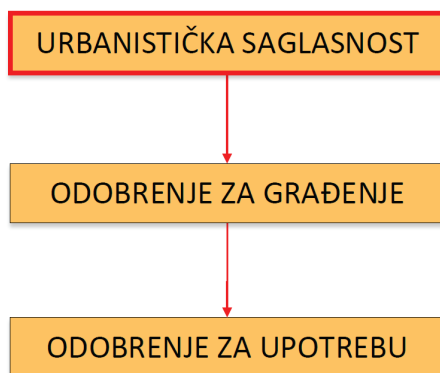 URBANISTIČKA SAGLASNOST
ODOBRENJE ZA GRAĐENJE
ODOBRENJE ZA UPOTREBU